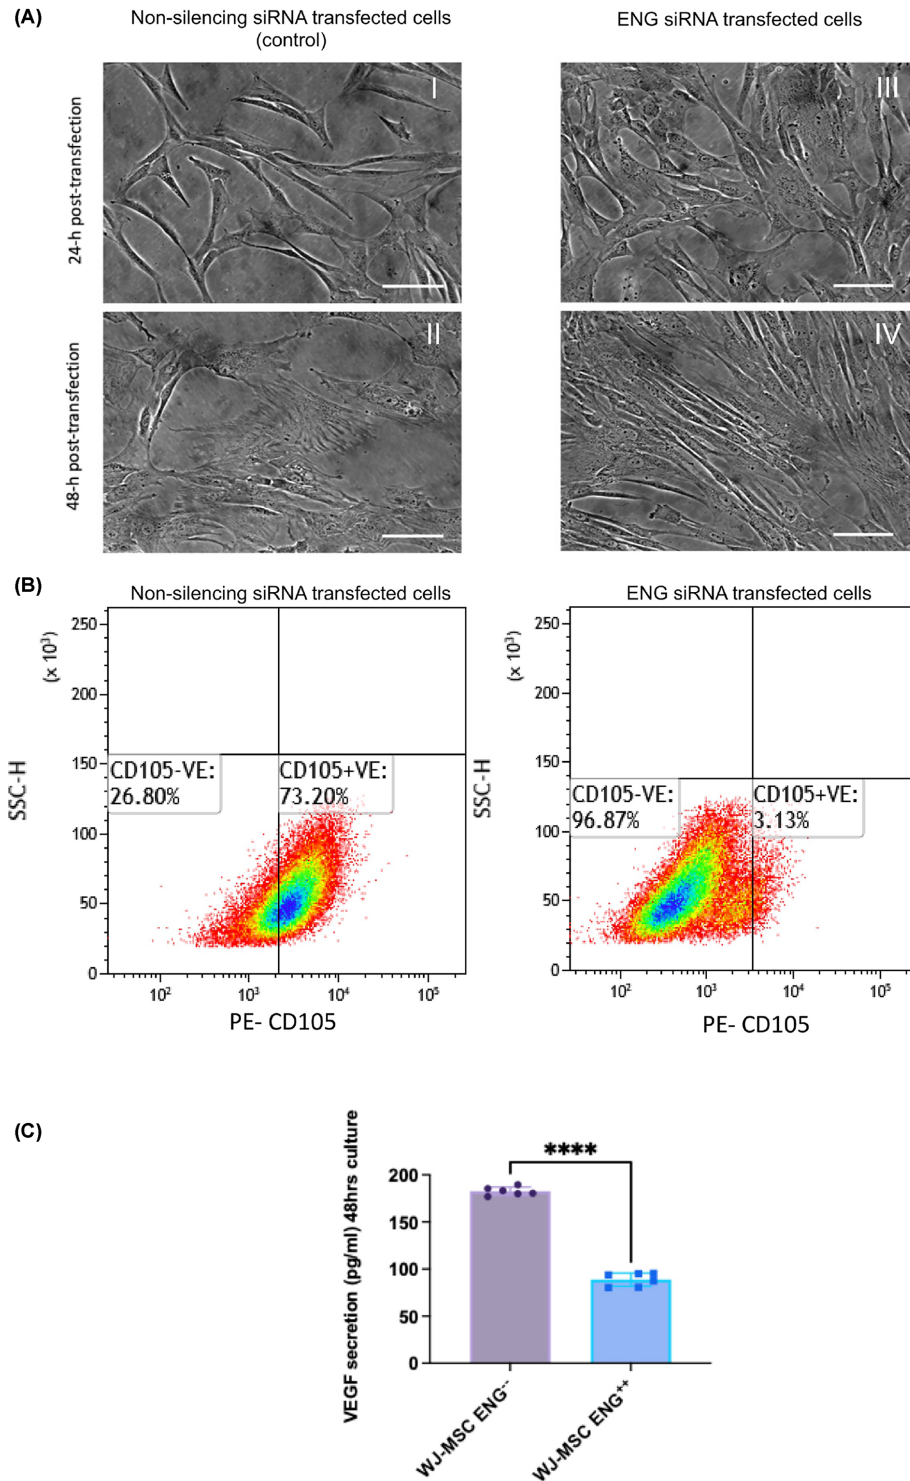 (A)
Non-silencing siRNA transfected cells
(control)
ENG siRNA transfected cells
24-h post-transfection
I
III
48-h post-transfection
II
IV
(B)
Non-silencing siRNA transfected cells
ENG siRNA transfected cells
(x 10³)
250
200
150
100
50
0
SSC-H
CD105-VE:
26.80%
CD105+VE:
73.20%
10² 10³ 10⁴ 10⁵
PE- CD105
(x 10³)
250
200
150
100
50
0
SSC-H
CD105-VE:
96.87%
CD105+VE:
3.13%
10² 10³ 10⁴ 10⁵
PE- CD105
(C)
VEGF secretion (pg/ml) 48hrs culture
****
200
150
100
50
0
WJ-MSC ENG⁻⁻
WJ-MSC ENG⁺⁺